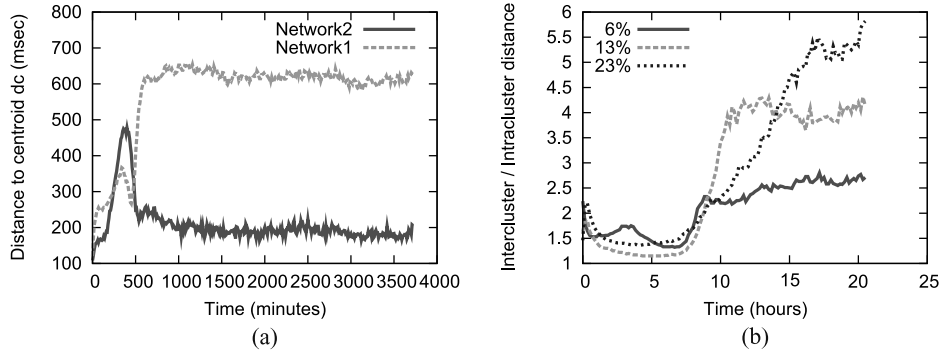 Distance to centroid dc (msec)
800
700
600
500
400
300
200
100
Network2
Network1
0 500 1000 1500 2000 2500 3000 3500 4000
Time (minutes)
(a)
Intercluster / Intracluster distance
6
5.5
5
4.5
4
3.5
3
2.5
2
1.5
1
6%
13%
23%
0 5 10 15 20 25
Time (hours)
(b)